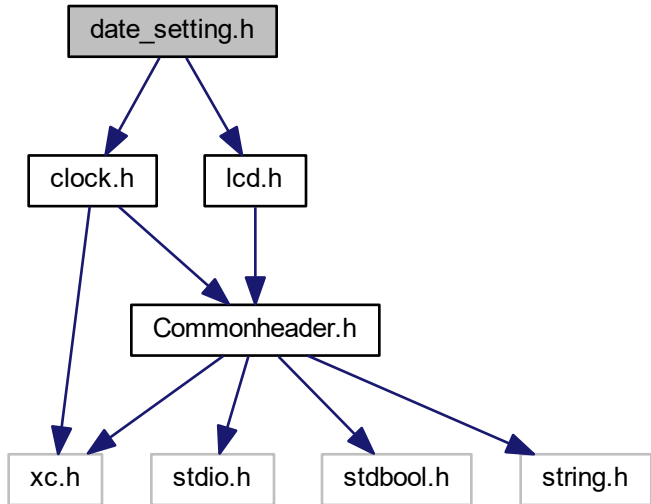 date_setting.h
clock.h
lcd.h
Commonheader.h
xc.h
stdio.h
stdbool.h
string.h